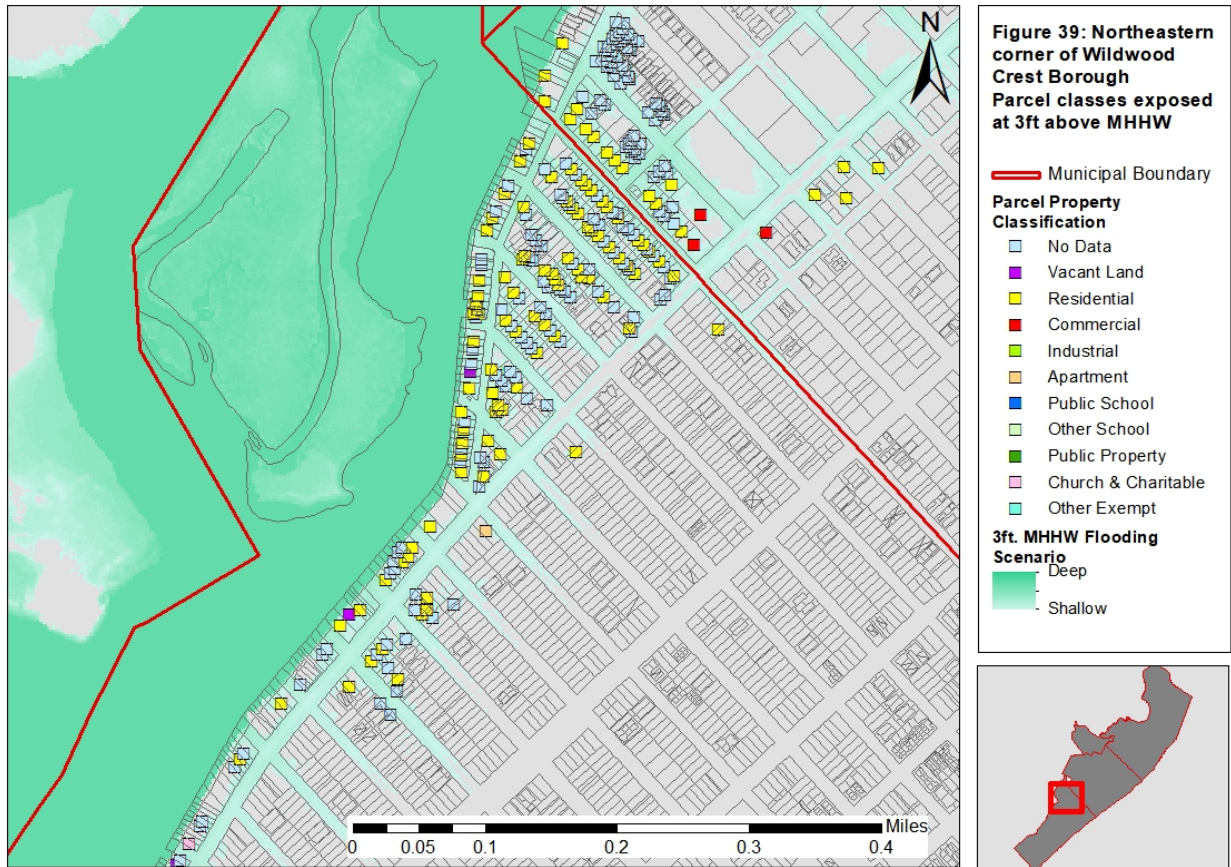 Figure 39: Northeastern
corner of Wildwood
Crest Borough
Parcel classes exposed
at 3ft above MHHW
Municipal Boundary
Parcel Property
Classification
No Data
Vacant Land
Residential
Commercial
Industrial
Apartment
Public School
Other School
Public Property
Church & Charitable
Other Exempt
3ft. MHHW Flooding
Scenario
Deep
Shallow
N
Miles
0 0.05 0.1 0.2 0.3 0.4